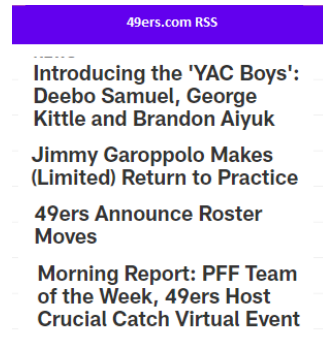 49ers.com RSS
Introducing the 'YAC Boys':
Deebo Samuel, George
Kittle and Brandon Aiyuk
Jimmy Garoppolo Makes
(Limited) Return to Practice
49ers Announce Roster
Moves
Morning Report: PFF Team
of the Week, 49ers Host
Crucial Catch Virtual Event